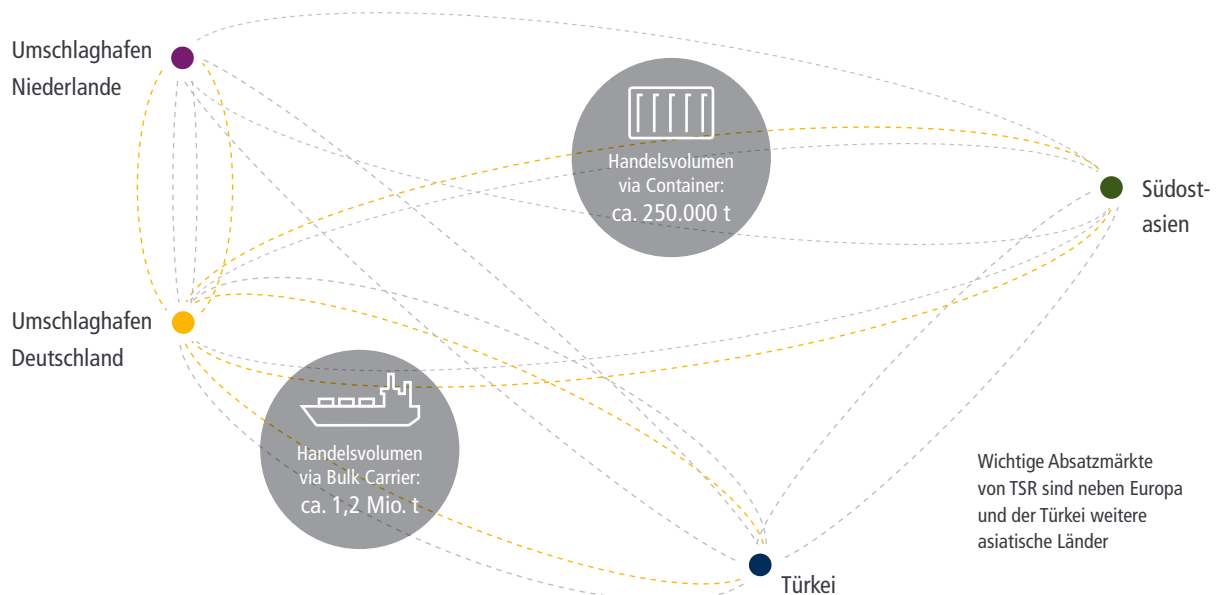 Umschlaghafen
Niederlande
Handelsvolumen
via Container:
ca. 250.000 t
Südost-
asien
Umschlaghafen
Deutschland
Handelsvolumen
via Bulk Carrier:
ca. 1,2 Mio. t
Wichtige Absatzmärkte
von TSR sind neben Europa
und der Türkei weitere
asiatische Länder
Türkei